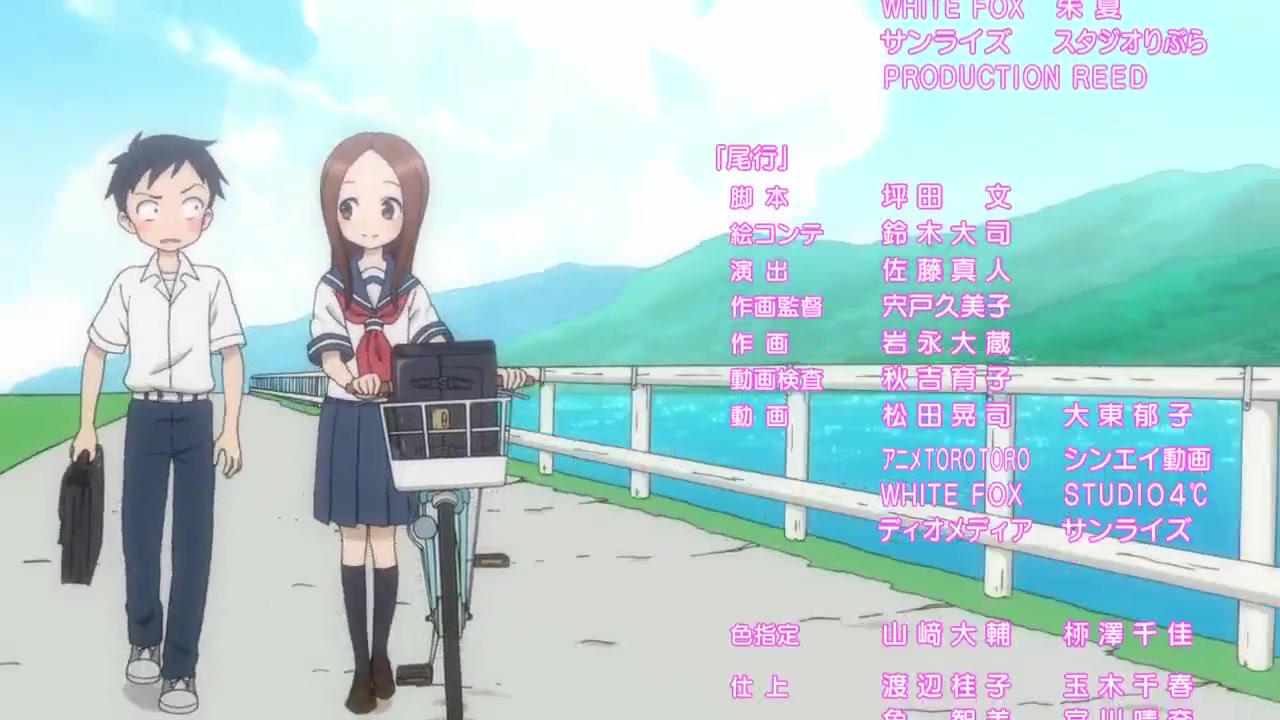 WHITE FOX 朱夏
サンライズ スタジオりぷら
PRODUCTION REED
「尾行」
脚本 坪田 文
絵コンテ 鈴木大司
演出 佐藤真人
作画監督 宍戸久美子
作画 岩永大蔵
動画検査 秋吉育子
動画 松田晃司 大東郁子
アニメTOROTORO シンエイ動画
WHITE FOX STUDIO4℃
ディオメディア サンライズ
色指定 山﨑大輔 栁澤千佳
仕上 渡辺桂子 玉木千春